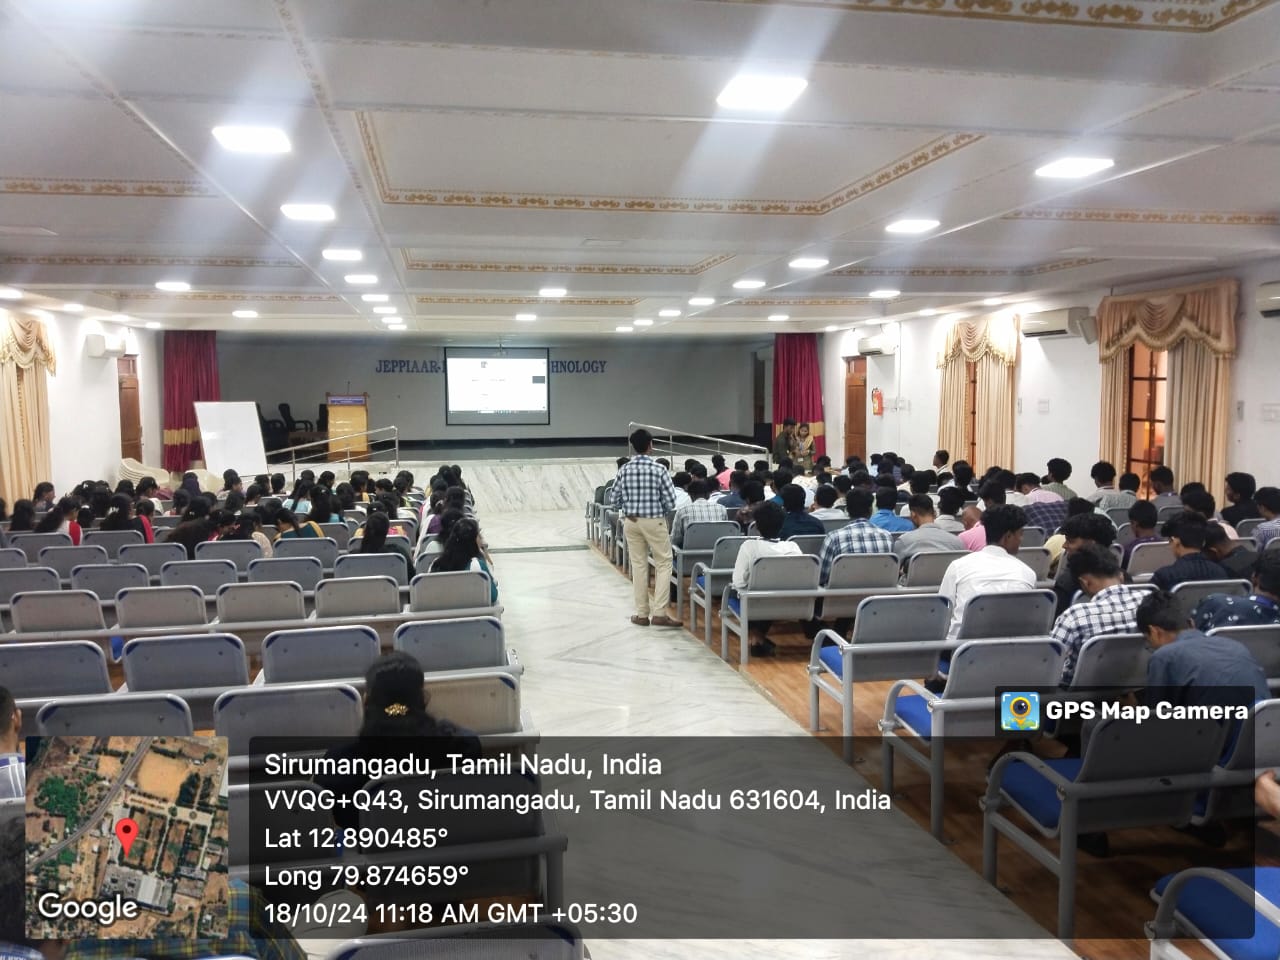 JEPPIAAR
HNOLOGY
GPS Map Camera
Sirumangadu, Tamil Nadu, India
VVQG+Q43, Sirumangadu, Tamil Nadu 631604, India
Lat 12.890485°
Long 79.874659°
18/10/24 11:18 AM GMT +05:30
Google